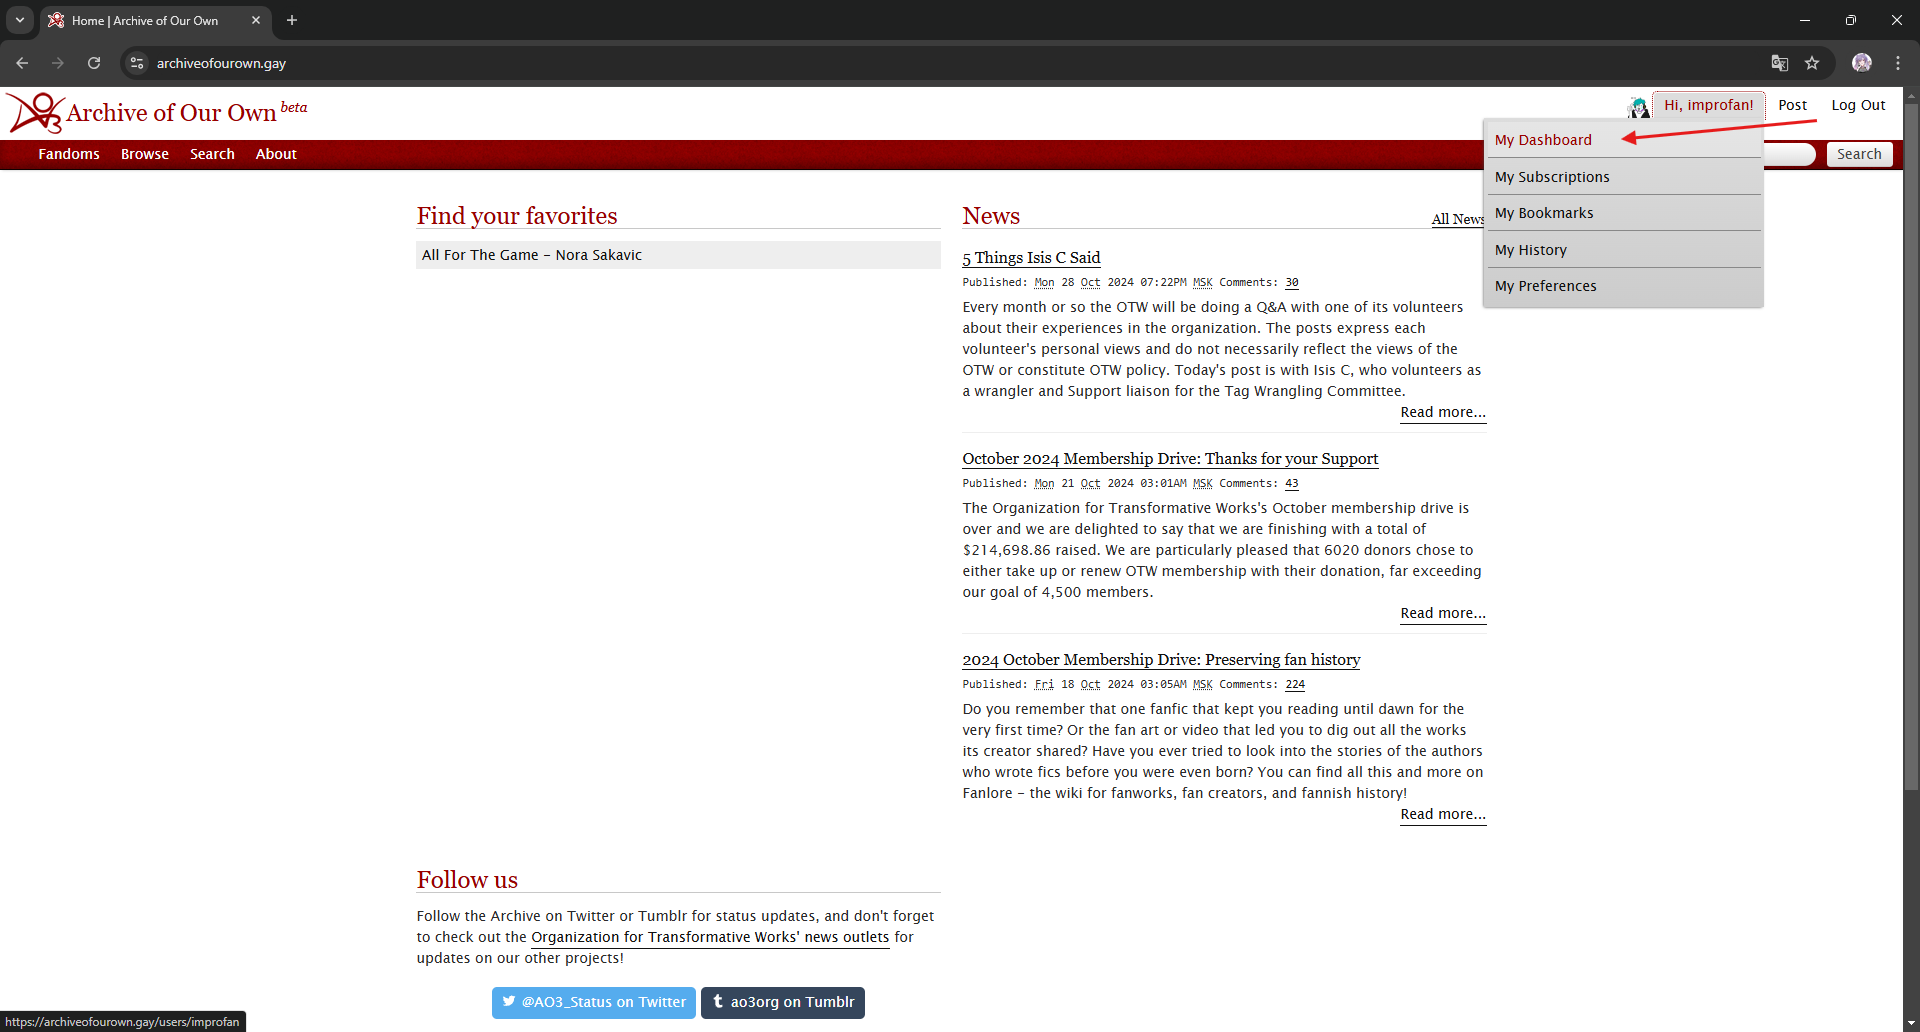 Home | Archive of Our Own
archiveofourown.gay
Archive of Our Own beta
Hi, improfan!
Post
Log Out
Fandoms
Browse
Search
About
Search
My Dashboard
My Subscriptions
My Bookmarks
My History
My Preferences
Find your favorites
All For The Game - Nora Sakavic
News
All News
5 Things Isis C Said
Published: Mon 28 Oct 2024 07:22PM MSK Comments: 30
Every month or so the OTW will be doing a Q&A with one of its volunteers
about their experiences in the organization. The posts express each
volunteer's personal views and do not necessarily reflect the views of the
OTW or constitute OTW policy. Today's post is with Isis C, who volunteers as
a wrangler and Support liaison for the Tag Wrangling Committee.
Read more...
October 2024 Membership Drive: Thanks for your Support
Published: Mon 21 Oct 2024 03:01AM MSK Comments: 43
The Organization for Transformative Works's October membership drive is
over and we are delighted to say that we are finishing with a total of
$214,698.86 raised. We are particularly pleased that 6020 donors chose to
either take up or renew OTW membership with their donation, far exceeding
our goal of 4,500 members.
Read more...
2024 October Membership Drive: Preserving fan history
Published: Fri 18 Oct 2024 03:05AM MSK Comments: 224
Do you remember that one fanfic that kept you reading until dawn for the
very first time? Or the fan art or video that led you to dig out all the works
its creator shared? Have you ever tried to look into the stories of the authors
who wrote fics before you were even born? You can find all this and more on
Fanlore – the wiki for fanworks, fan creators, and fannish history!
Read more...
Follow us
Follow the Archive on Twitter or Tumblr for status updates, and don't forget
to check out the Organization for Transformative Works' news outlets for
updates on our other projects!
@AO3_Status on Twitter
ao3org on Tumblr
https://archiveofourown.gay/users/improfan